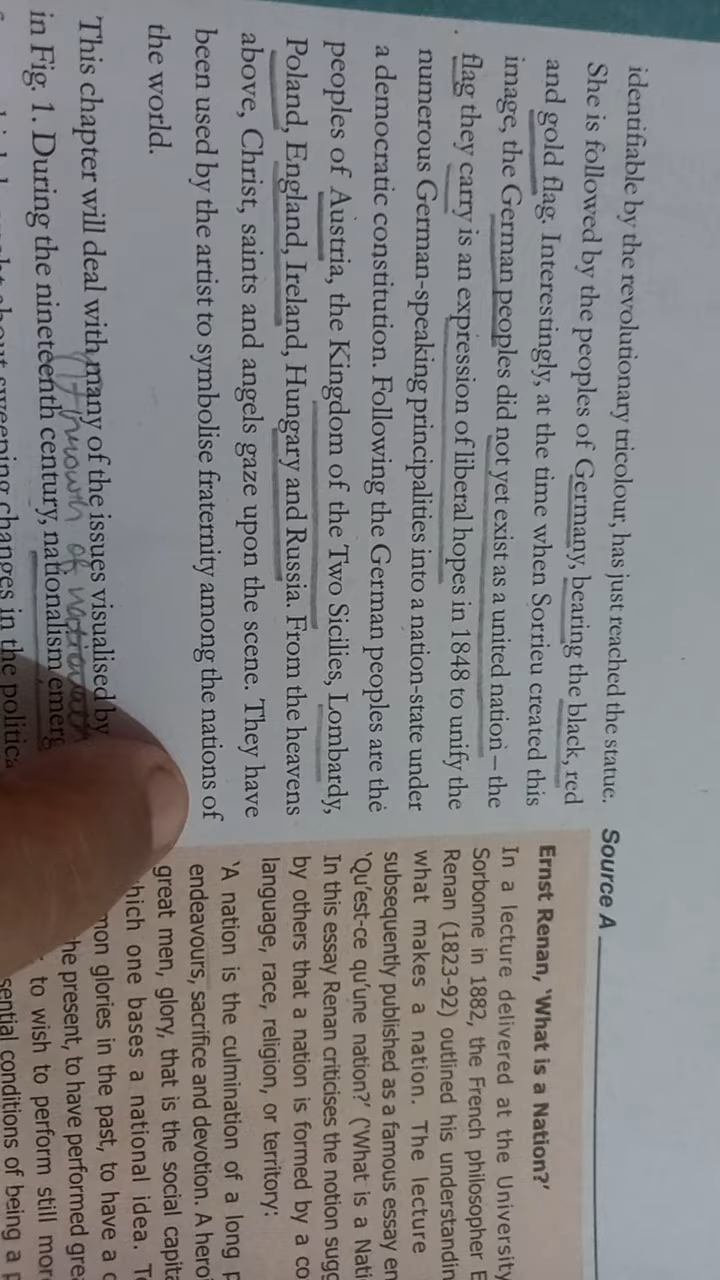 identifiable by the revolutionary tricolour, has just reached the statue.
She is followed by the peoples of Germany, bearing the black, red
and gold flag. Interestingly, at the time when Sorrieu created this
image, the German peoples did not yet exist as a united nation – the
flag they carry is an expression of liberal hopes in 1848 to unify the
numerous German-speaking principalities into a nation-state under
a democratic constitution. Following the German peoples are the
peoples of Austria, the Kingdom of the Two Sicilies, Lombardy,
Poland, England, Ireland, Hungary and Russia. From the heavens
above, Christ, saints and angels gaze upon the scene. They have
been used by the artist to symbolise fraternity among the nations of
the world.
This chapter will deal with many of the issues visualised by
of
in Fig. 1. During the nineteenth century, nationalism emerg
sweeping changes in the politica
Source A
Ernst Renan, 'What is a Nation?'
In a lecture delivered at the University
Sorbonne in 1882, the French philosopher E
Renan (1823-92) outlined his understandin
what makes a nation. The lecture
subsequently published as a famous essay en
'Qu'est-ce qu'une nation?' ('What is a Nati
In this essay Renan criticises the notion sugg
by others that a nation is formed by a co
language, race, religion, or territory:
'A nation is the culmination of a long p
endeavours, sacrifice and devotion. A heroi
great men, glory, that is the social capita
which one bases a national idea. To
mon glories in the past, to have a c
the present, to have performed grea
to wish to perform still more
sential conditions of being a p